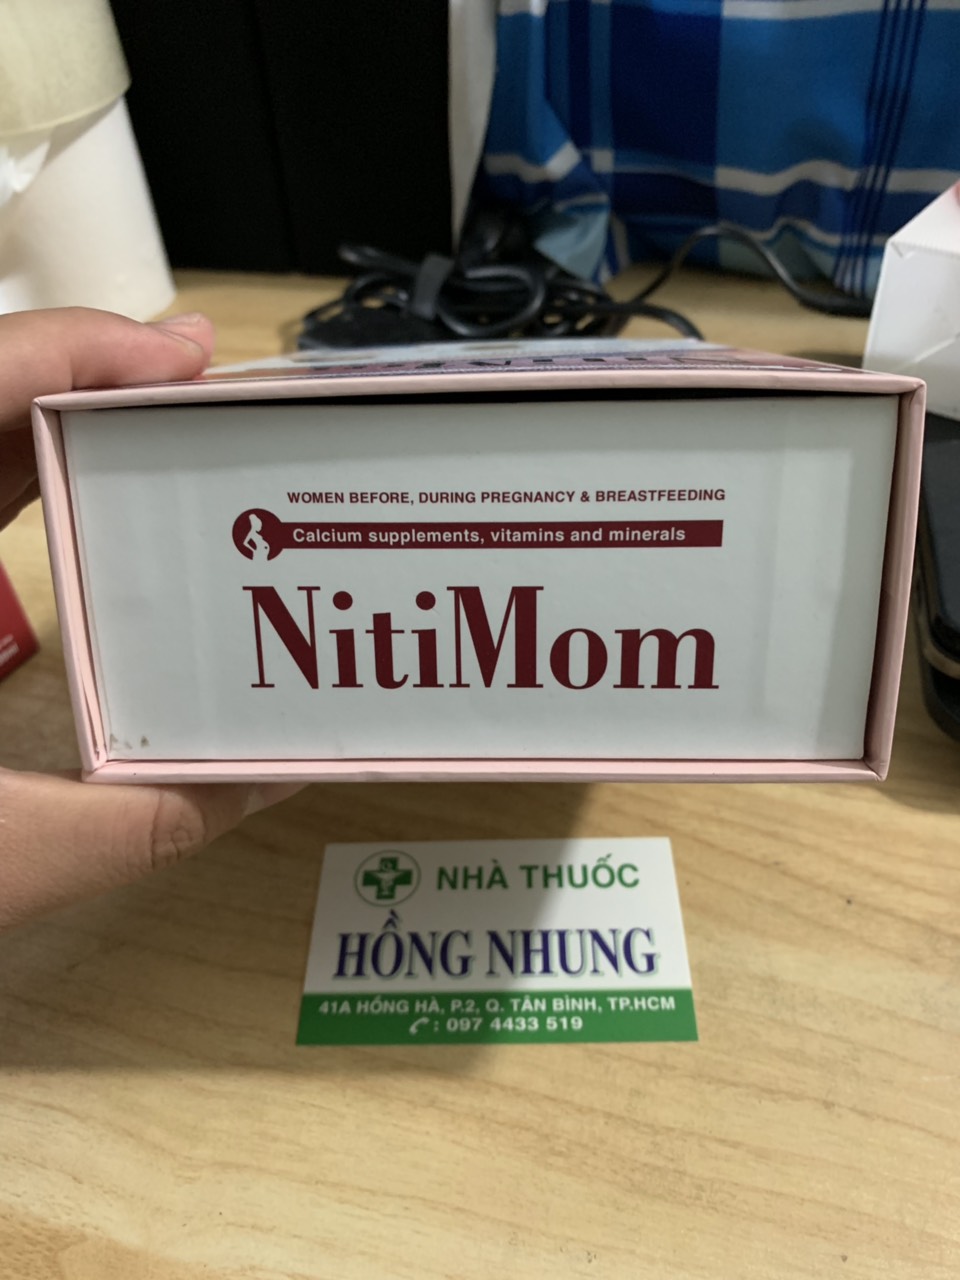 WOMEN BEFORE, DURING PREGNANCY & BREASTFEEDING
Calcium supplements, vitamins and minerals
NitiMom
NHÀ THUỐC
HỒNG NHUNG
41A HỒNG HÀ, P.2, Q. TÂN BÌNH, TP.HCM
: 097 4433 519